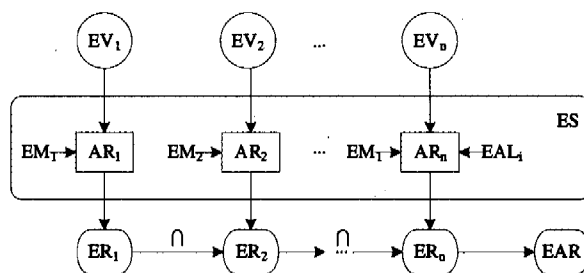 EV₁ EV₂ ... EVₙ
ES
EM₁ AR₁ EM₂ AR₂ ... EM₁ ARₙ EALᵢ
∩ ∩
ER₁ ER₂ ... ERₙ EAR